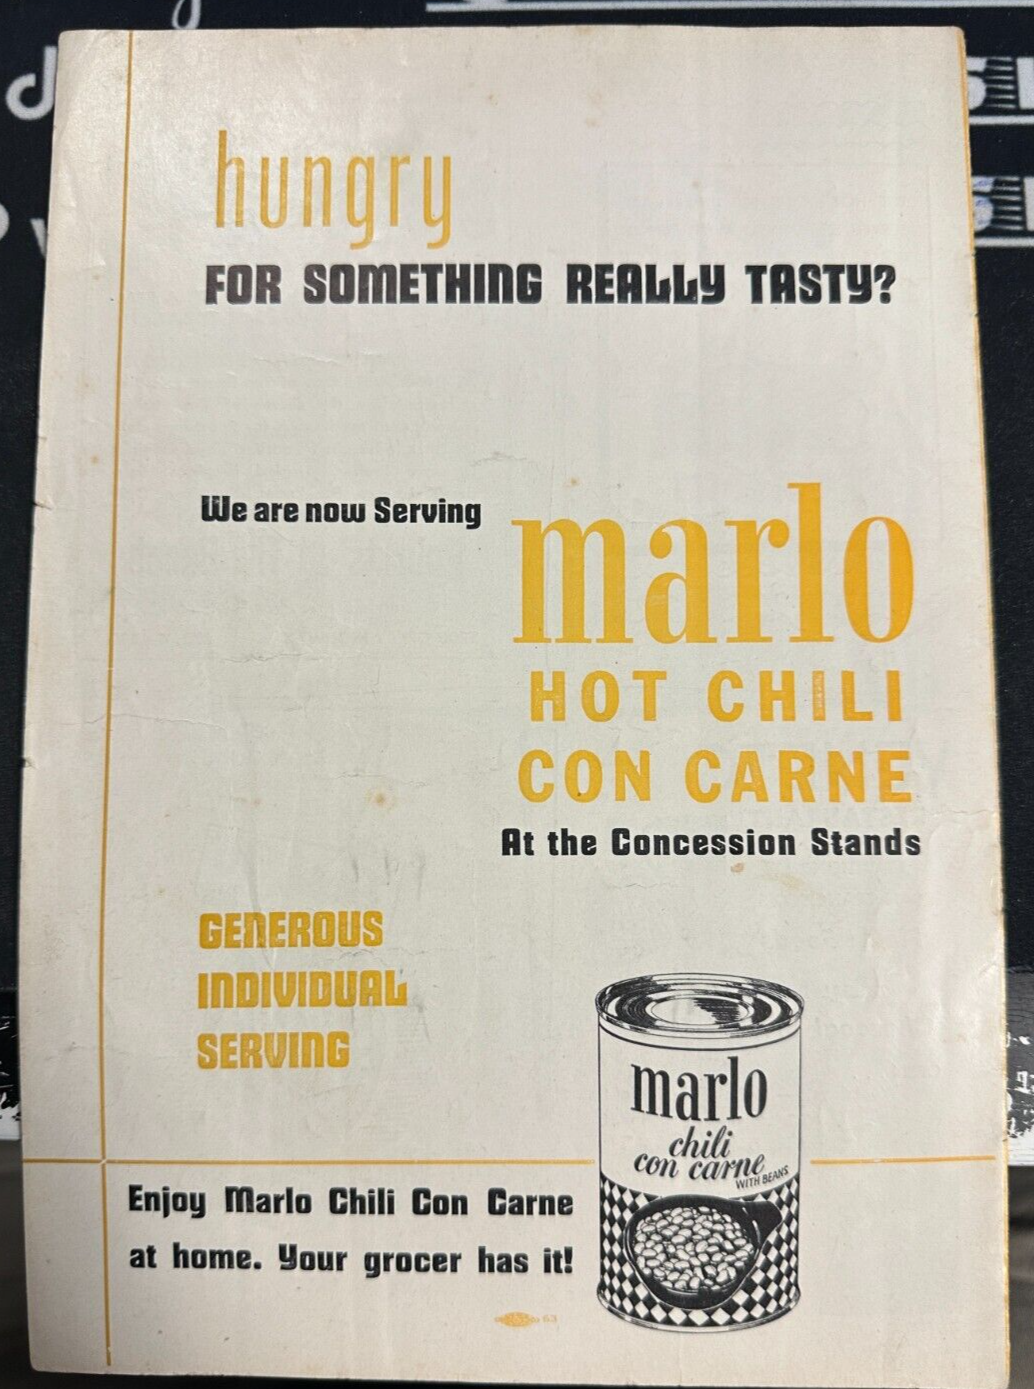 hungry
FOR SOMETHING REALLY TASTY?
We are now Serving
marlo
HOT CHILI
CON CARNE
At the Concession Stands
GENEROUS
INDIVIDUAL
SERVING
marlo
chili
con carne
WITH BEANS
Enjoy Marlo Chili Con Carne
at home. Your grocer has it!
63